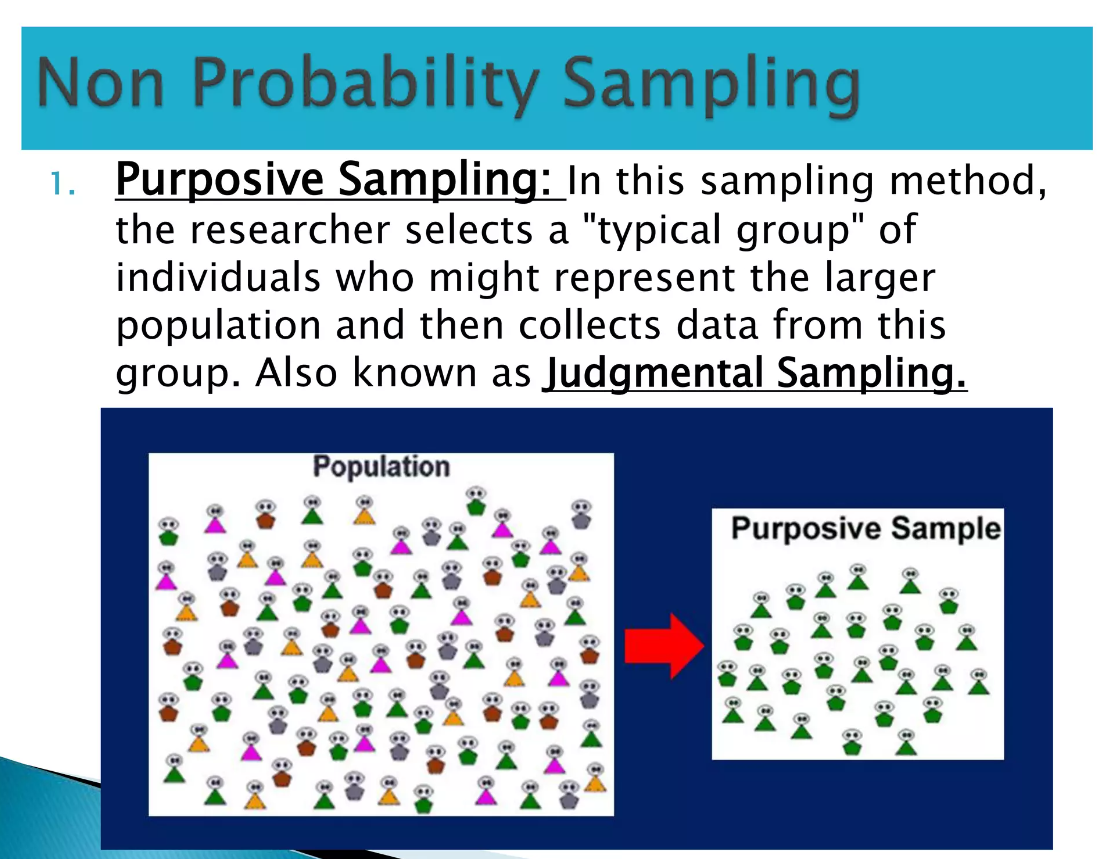 Non Probability Sampling
1. Purposive Sampling: In this sampling method,
the researcher selects a "typical group" of
individuals who might represent the larger
population and then collects data from this
group. Also known as Judgmental Sampling.
Population
Purposive Sample